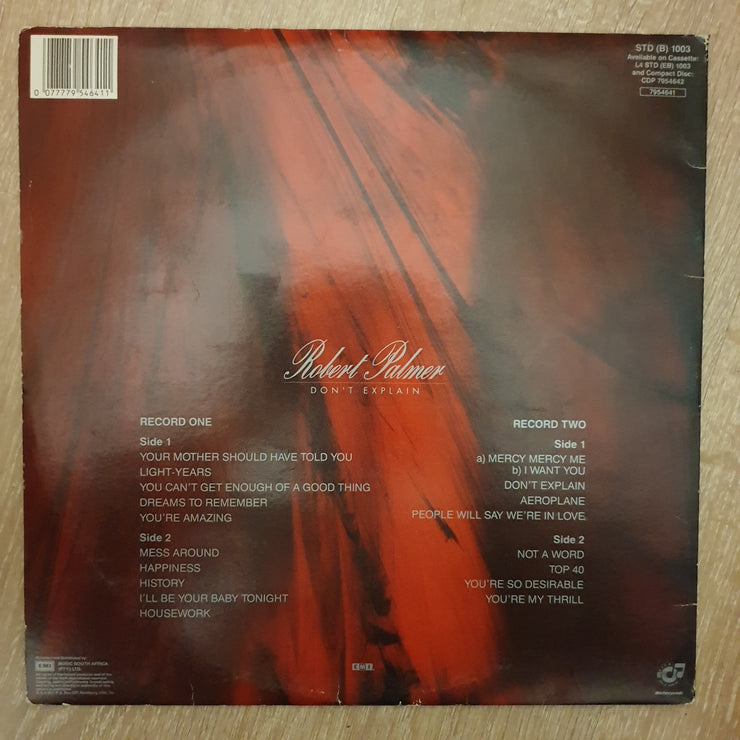 STD (B) 1003
Available on Cassette:
L4 STD (EB) 1003
and Compact Disc:
CDP 7954642
7954641
0 077779 546411
Robert Palmer
DON'T EXPLAIN
RECORD ONE
Side 1
YOUR MOTHER SHOULD HAVE TOLD YOU
LIGHT-YEARS
YOU CAN'T GET ENOUGH OF A GOOD THING
DREAMS TO REMEMBER
YOU'RE AMAZING
Side 2
MESS AROUND
HAPPINESS
HISTORY
I'LL BE YOUR BABY TONIGHT
HOUSEWORK
RECORD TWO
Side 1
a) MERCY MERCY ME
b) I WANT YOU
DON'T EXPLAIN
AEROPLANE
PEOPLE WILL SAY WE'RE IN LOVE
Side 2
NOT A WORD
TOP 40
YOU'RE SO DESIRABLE
YOU'RE MY THRILL
EMI
MUSIC SOUTH AFRICA
(PTY) LTD.
EMI